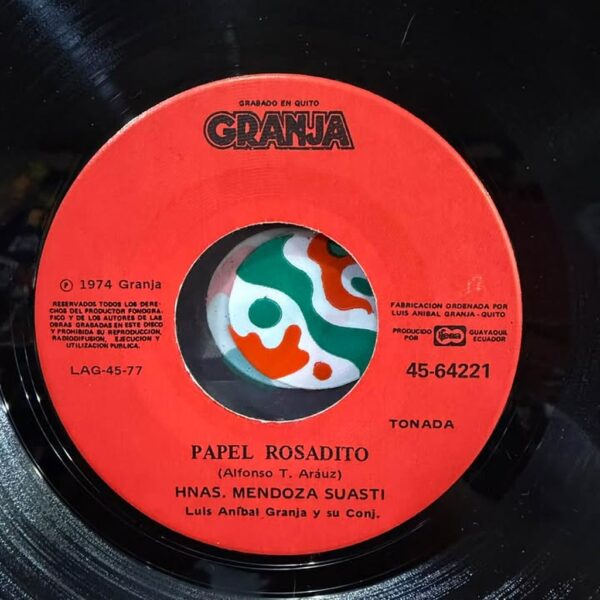 GRABADO EN QUITO
GRANJA
℗ 1974 Granja
RESERVADOS TODOS LOS DERE-
CHOS DEL PRODUCTOR FONOGRA-
FICO Y DE LOS AUTORES DE LAS
OBRAS GRABADAS EN ESTE DISCO
Y PROHIBIDA SU REPRODUCCION,
RADIODIFUSION, EJECUCION Y
UTILIZACION PUBLICA.
LAG-45-77
FABRICACION ORDENADA POR
LUIS ANIBAL GRANJA-QUITO
PRODUCIDO
POR
GUAYAQUIL
ECUADOR
45-64221
TONADA
PAPEL ROSADITO
(Alfonso T. Aráuz)
HNAS. MENDOZA SUASTI
Luis Aníbal Granja y su Conj.